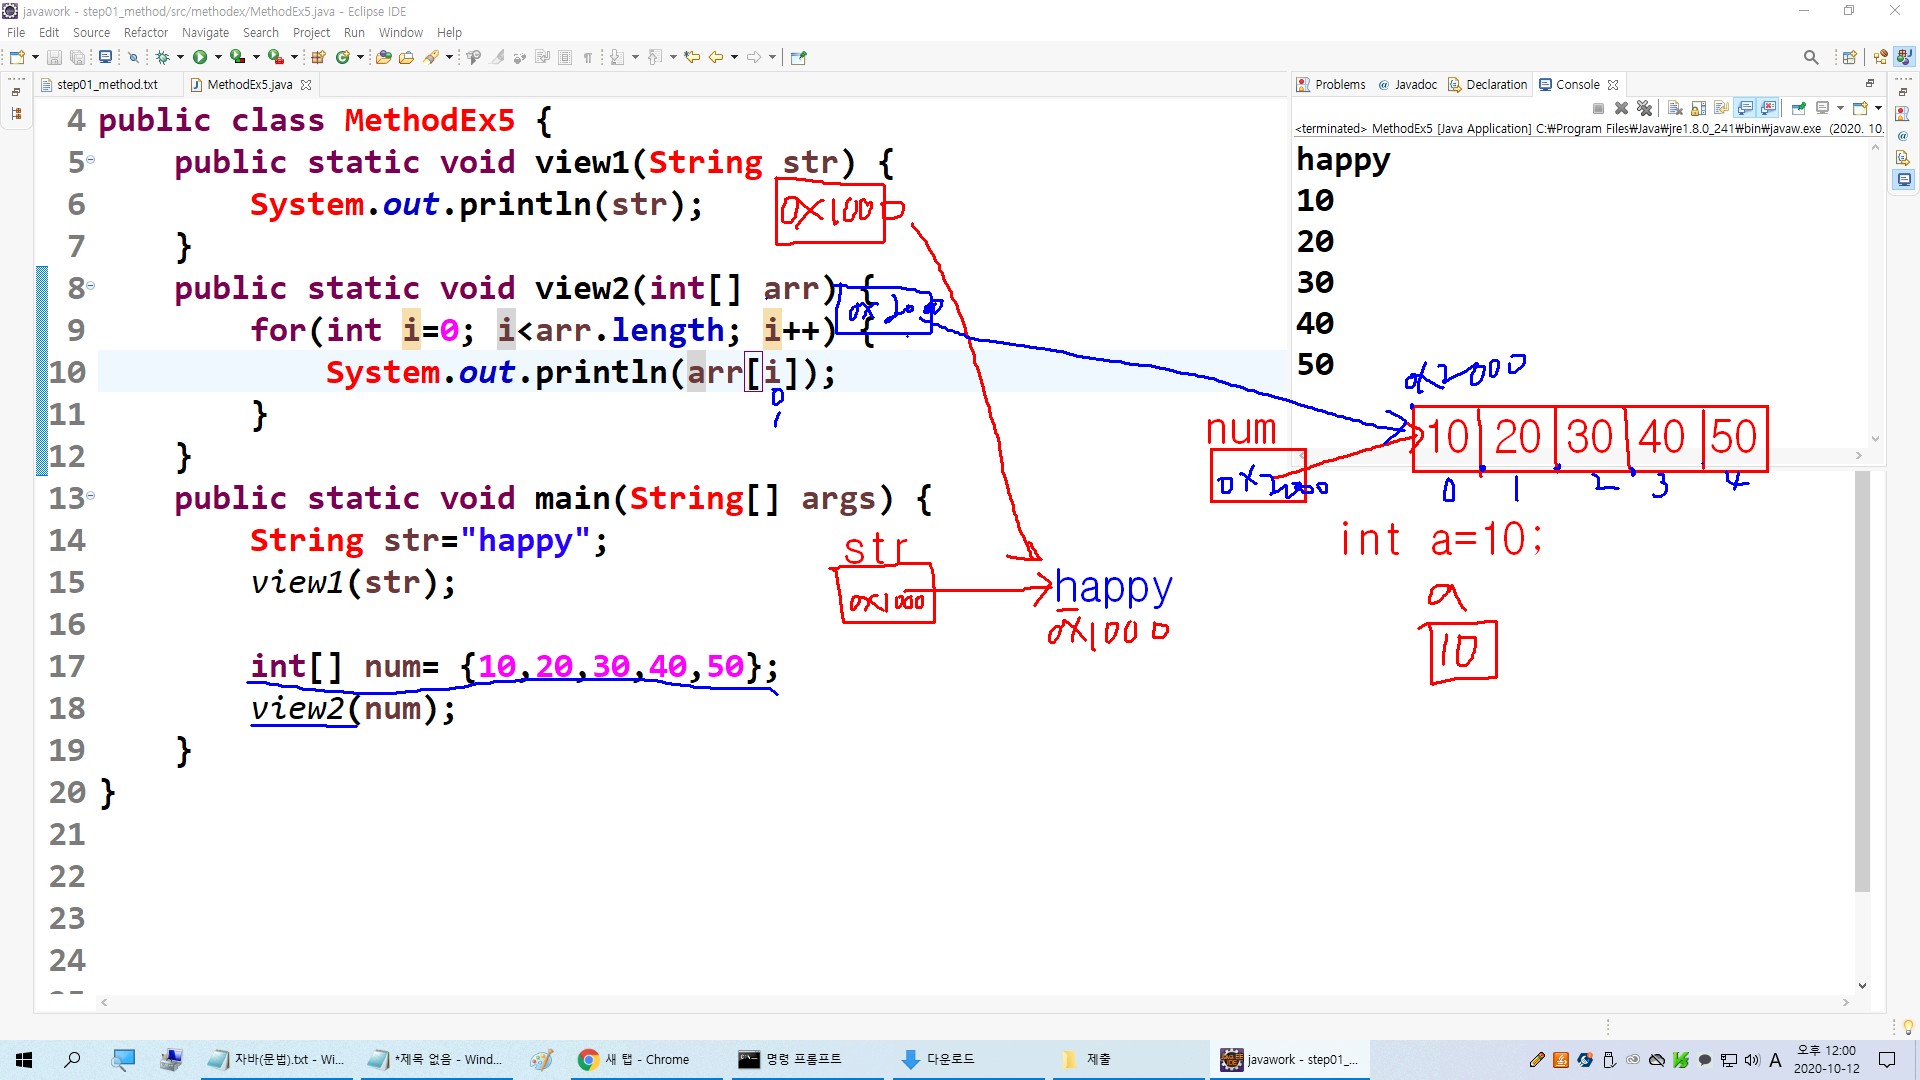 javawork - step01_method/src/methodex/MethodEx5.java - Eclipse IDE
File Edit Source Refactor Navigate Search Project Run Window Help
step01_method.txt MethodEx5.java
4 public class MethodEx5 {
5 public static void view1(String str) {
6 System.out.println(str);
7 }
8 public static void view2(int[] arr) {
9 for(int i=0; i<arr.length; i++) {
10 System.out.println(arr[i]);
11 }
12 }
13 public static void main(String[] args) {
14 String str="happy";
15 view1(str);
16
17 int[] num= {10,20,30,40,50};
18 view2(num);
19 }
20 }
21
22
23
24
0x1000
0x2000
0
1
str
0x1000
happy
0x1000
Problems @ Javadoc Declaration Console
<terminated> MethodEx5 [Java Application] C:₩Program Files₩Java₩jre1.8.0_241₩bin₩javaw.exe (2020. 10.
happy
10
20
30
40
50
0x2000
num
0x2000
10 20 30 40 50
0 1 2 3 4
int a=10;
a
10
자바(문법).txt - Wi... *제목 없음 - Wind... 새 탭 - Chrome 명령 프롬프트 다운로드 제출 javawork - step01_...
A
오후 12:00
2020-10-12